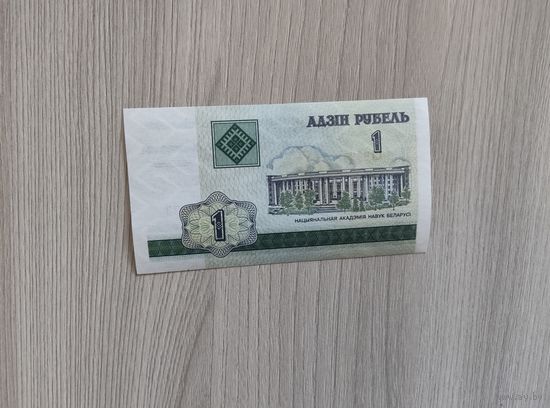 АДЗІН РУБЕЛЬ
1
НАЦЫЯНАЛЬНАЯ АКАДЭМІЯ НАВУК БЕЛАРУСІ
1